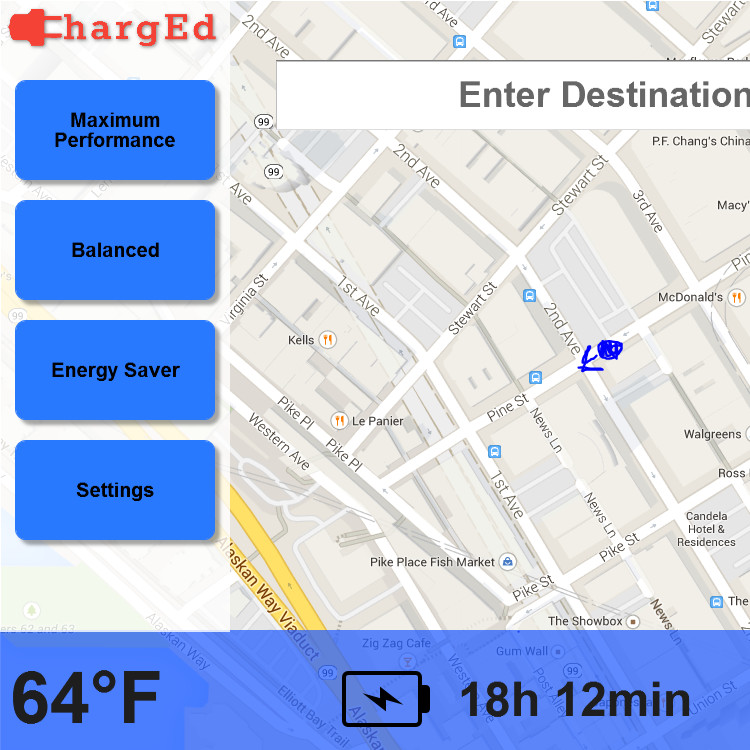 ChargEd
Maximum
Performance
Balanced
Energy Saver
Settings
Enter Destination
2nd Ave
Stewart
99
99
2nd Ave
Stewart St
P.F. Chang's China
3rd Ave
Macy'
McDonald's
1st Ave
Virginia St
Stewart St
2nd Ave
Kells
Le Panier
Pine St
Pike Pl
Pike Pl
Western Ave
News Ln
1st Ave
News Ln
Walgreens
Ross
Candela
Hotel &
Residences
Pike St
Pike Place Fish Market
Pike St
News Ln
The
The Showbox
Alaskan Way Viaduct
99
Alaskan Way
ers 62 and 63
Zig Zag Cafe
Gum Wall
Union St
Elliott Bay Trail
99
64°F
18h 12min